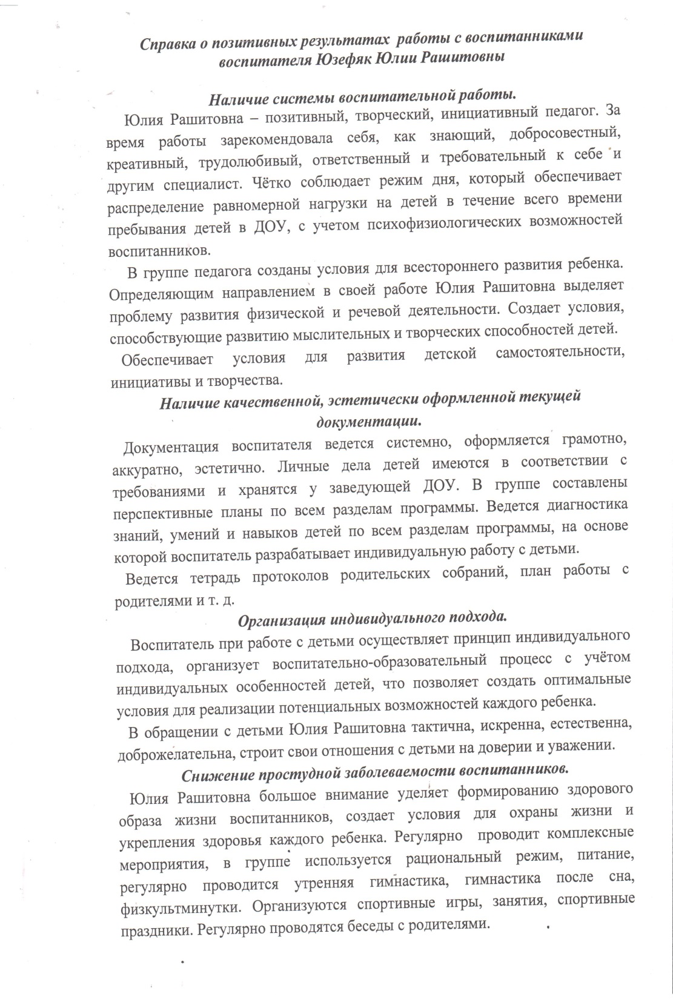 Справка о позитивных результатах работы с воспитанниками
воспитателя Юзефяк Юлии Рашитовны
Наличие системы воспитательной работы.
Юлия Рашитовна – позитивный, творческий, инициативный педагог. За
время работы зарекомендовала себя, как знающий, добросовестный,
креативный, трудолюбивый, ответственный и требовательный к себе и
другим специалист. Чётко соблюдает режим дня, который обеспечивает
распределение равномерной нагрузки на детей в течение всего времени
пребывания детей в ДОУ, с учетом психофизиологических возможностей
воспитанников.
В группе педагога созданы условия для всестороннего развития ребенка.
Определяющим направлением в своей работе Юлия Рашитовна выделяет
проблему развития физической и речевой деятельности. Создает условия,
способствующие развитию мыслительных и творческих способностей детей.
Обеспечивает условия для развития детской самостоятельности,
инициативы и творчества.
Наличие качественной, эстетически оформленной текущей
документации.
Документация воспитателя ведется системно, оформляется грамотно,
аккуратно, эстетично. Личные дела детей имеются в соответствии с
требованиями и хранятся у заведующей ДОУ. В группе составлены
перспективные планы по всем разделам программы. Ведется диагностика
знаний, умений и навыков детей по всем разделам программы, на основе
которой воспитатель разрабатывает индивидуальную работу с детьми.
Ведется тетрадь протоколов родительских собраний, план работы с
родителями и т. д.
Организация индивидуального подхода.
Воспитатель при работе с детьми осуществляет принцип индивидуального
подхода, организует воспитательно-образовательный процесс с учётом
индивидуальных особенностей детей, что позволяет создать оптимальные
условия для реализации потенциальных возможностей каждого ребенка.
В обращении с детьми Юлия Рашитовна тактична, искренна, естественна,
доброжелательна, строит свои отношения с детьми на доверии и уважении.
Снижение простудной заболеваемости воспитанников.
Юлия Рашитовна большое внимание уделяет формированию здорового
образа жизни воспитанников, создает условия для охраны жизни и
укрепления здоровья каждого ребенка. Регулярно проводит комплексные
мероприятия, в группе используется рациональный режим, питание,
регулярно проводится утренняя гимнастика, гимнастика после сна,
физкультминутки. Организуются спортивные игры, занятия, спортивные
праздники. Регулярно проводятся беседы с родителями.